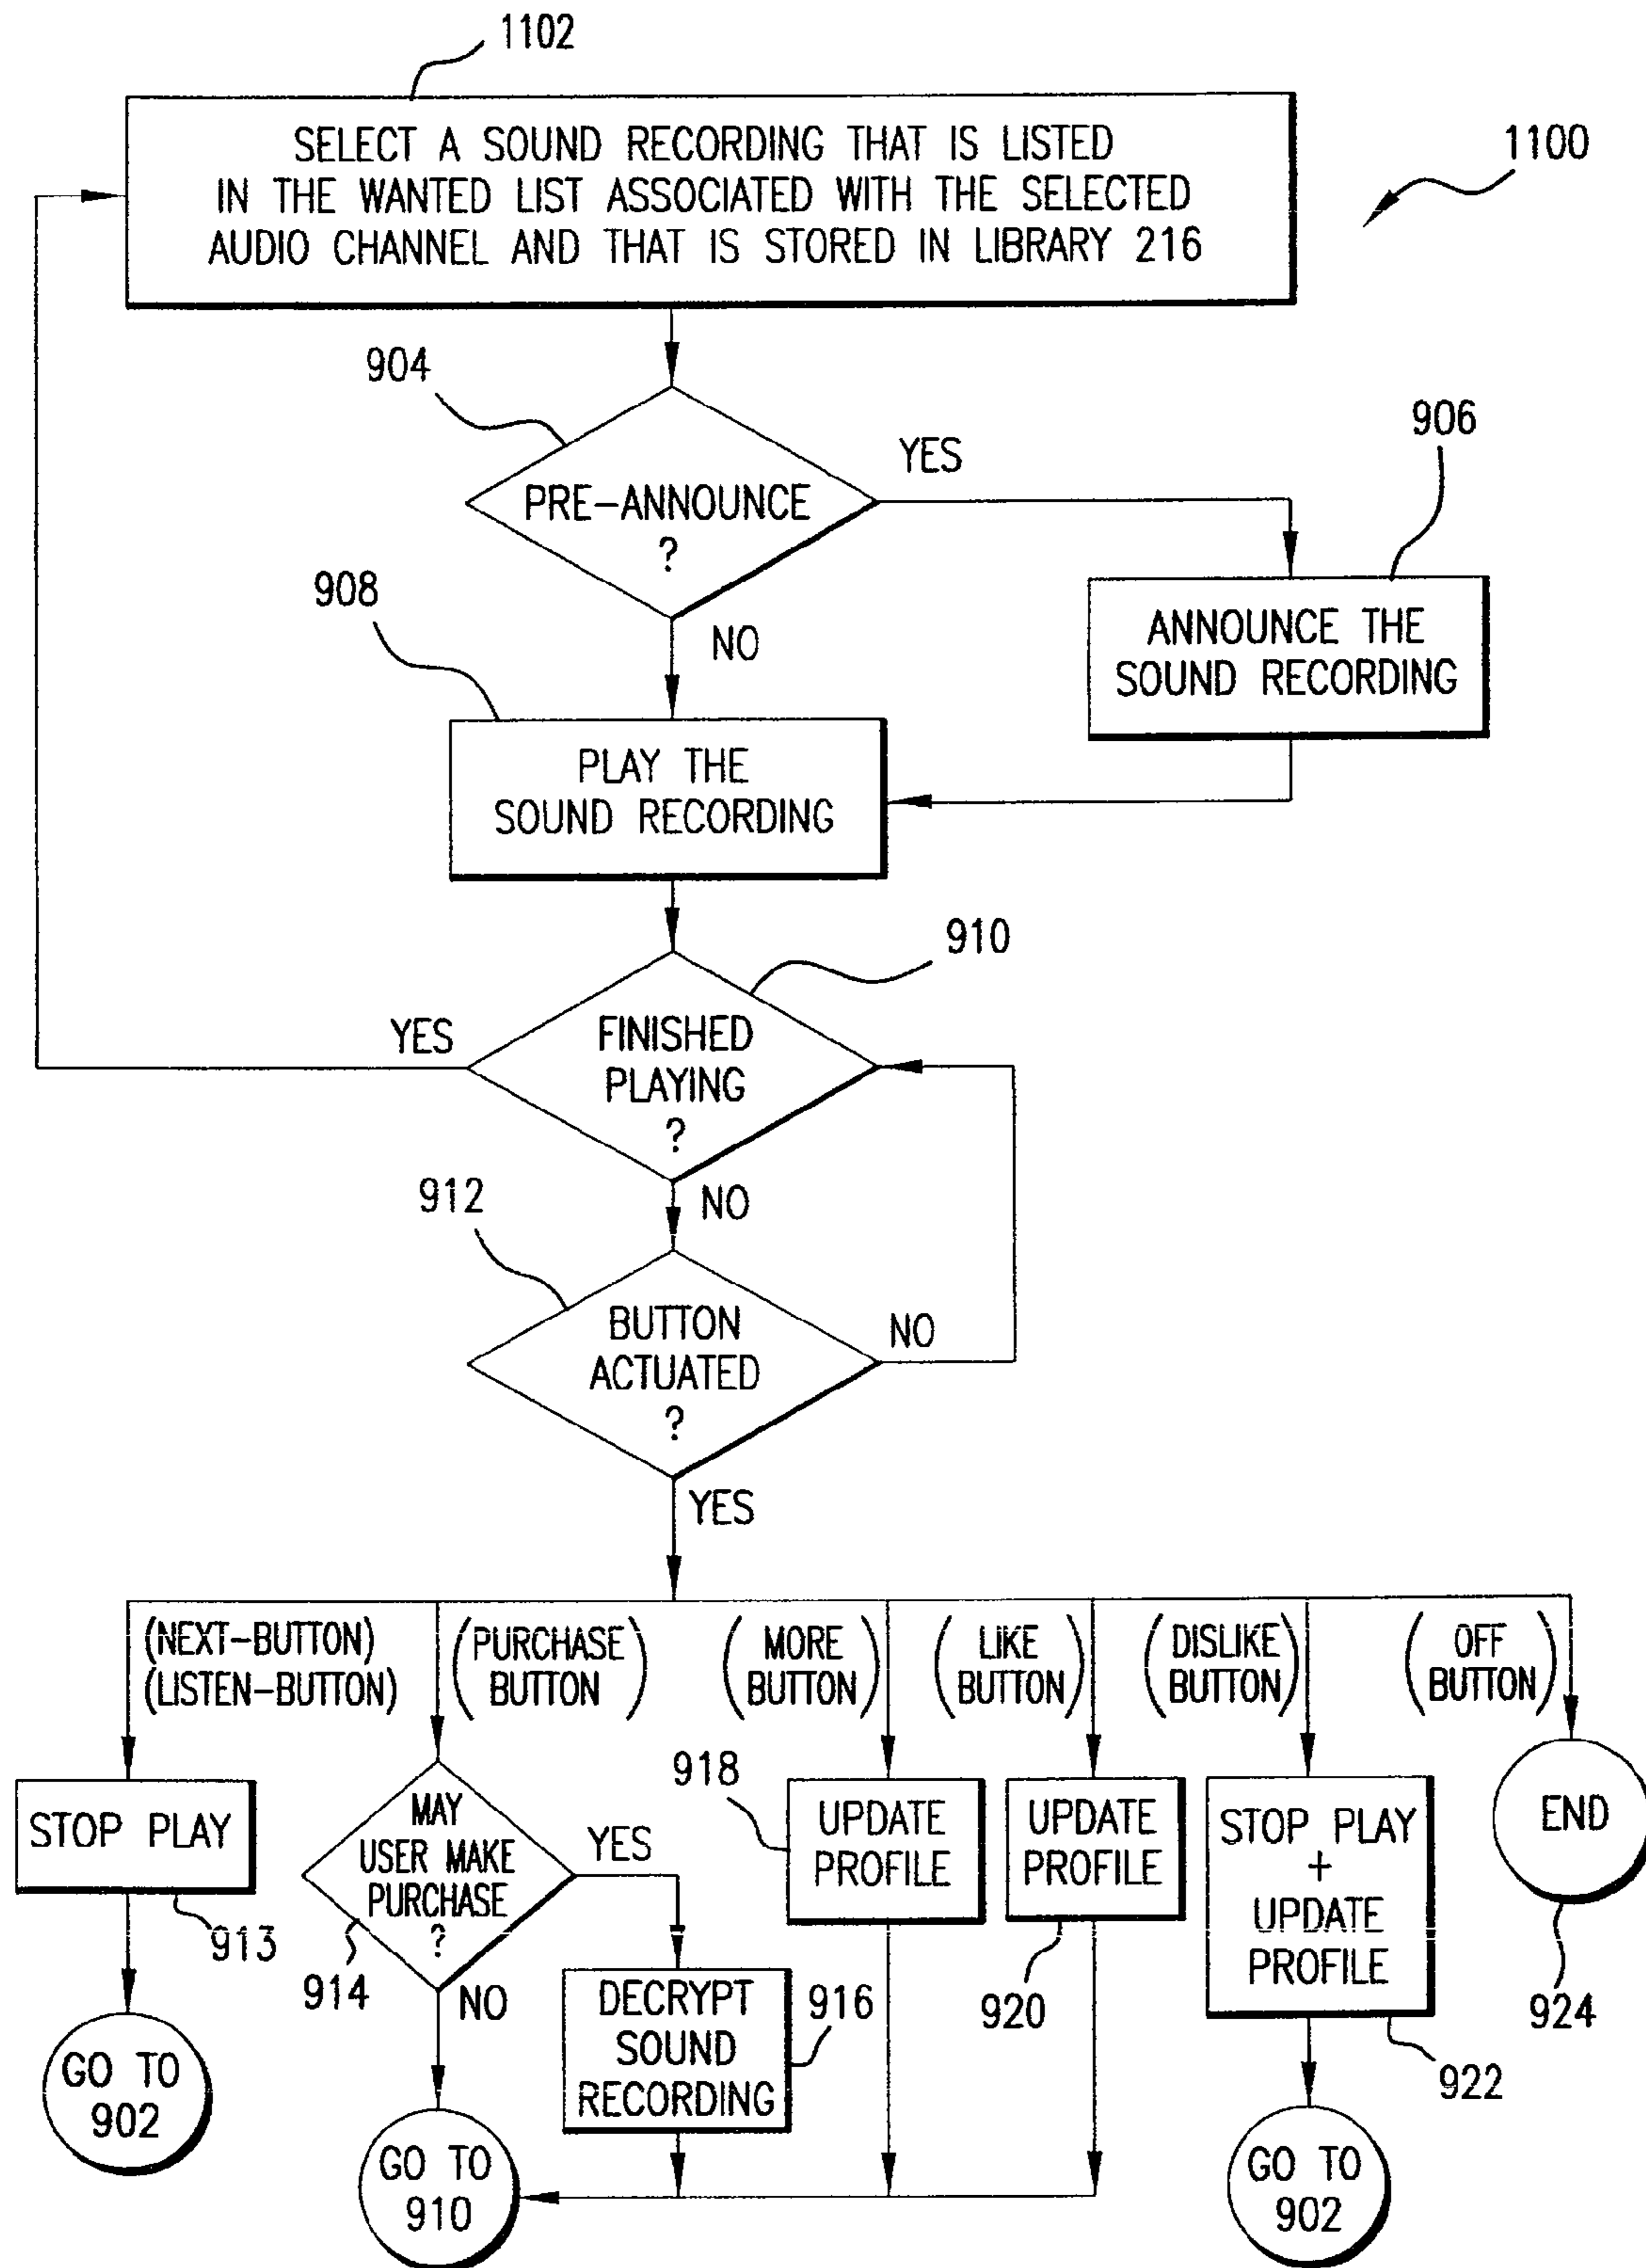 1102
SELECT A SOUND RECORDING THAT IS LISTED
IN THE WANTED LIST ASSOCIATED WITH THE SELECTED
AUDIO CHANNEL AND THAT IS STORED IN LIBRARY 216
1100
904
PRE-ANNOUNCE
?
YES
NO
906
ANNOUNCE THE
SOUND RECORDING
908
PLAY THE
SOUND RECORDING
910
FINISHED
PLAYING
?
YES
NO
912
BUTTON
ACTUATED
?
NO
YES
(NEXT-BUTTON)
(LISTEN-BUTTON)
(PURCHASE
BUTTON)
(MORE
BUTTON)
(LIKE
BUTTON)
(DISLIKE
BUTTON)
(OFF
BUTTON)
STOP PLAY
913
GO TO
902
MAY
USER MAKE
PURCHASE
?
914
YES
NO
DECRYPT
SOUND
RECORDING
916
GO TO
910
918
UPDATE
PROFILE
UPDATE
PROFILE
920
STOP PLAY
+
UPDATE
PROFILE
922
GO TO
902
END
924